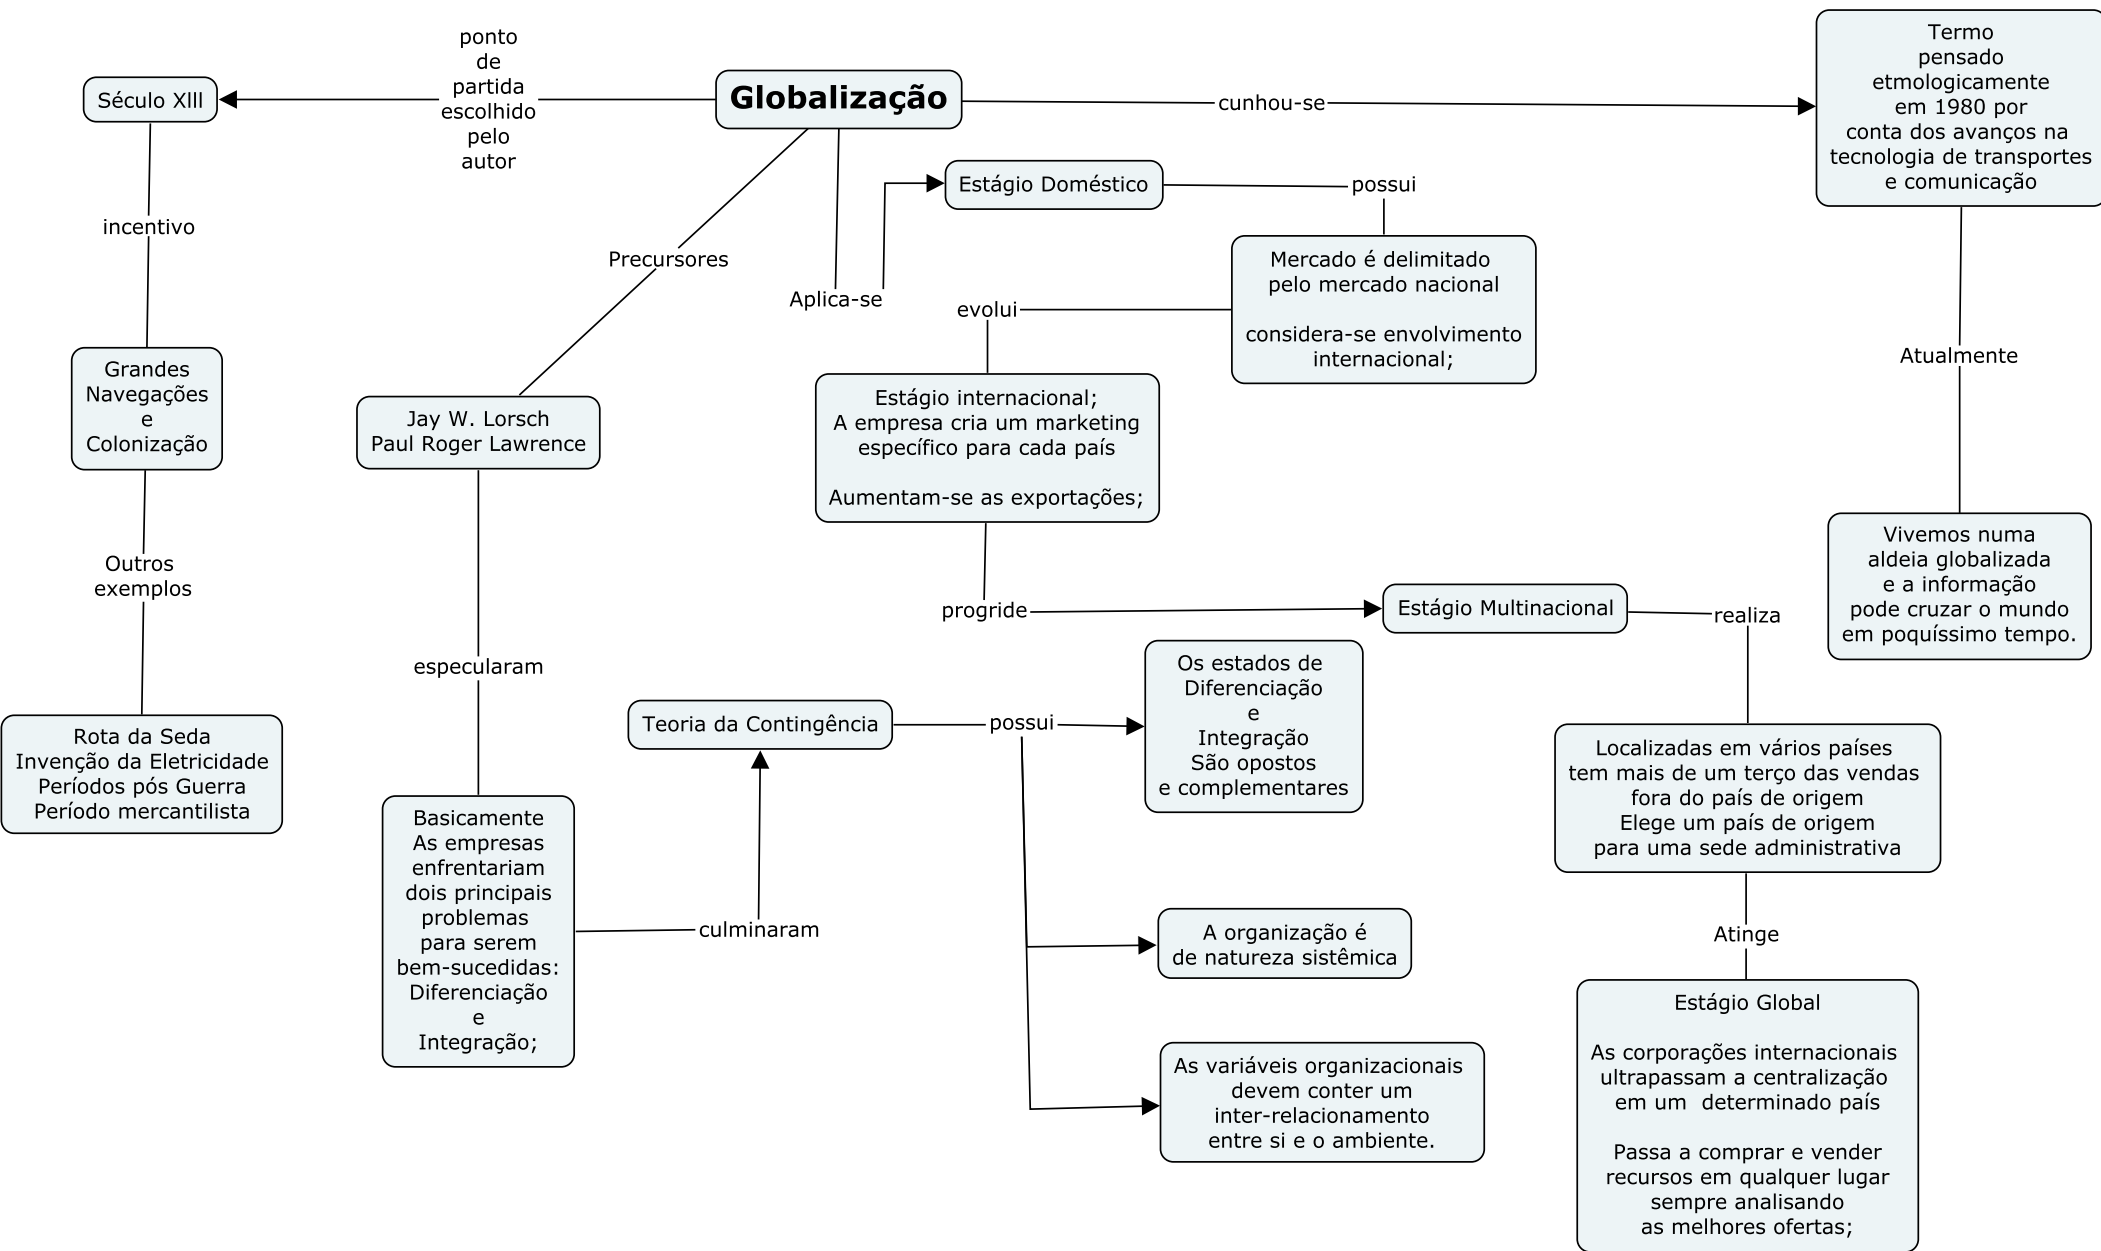 Globalização
ponto
de
partida
escolhido
pelo
autor
Século XIII
incentivo
Grandes
Navegações
e
Colonização
Outros
exemplos
Rota da Seda
Invenção da Eletricidade
Períodos pós Guerra
Período mercantilista
Precursores
Jay W. Lorsch
Paul Roger Lawrence
especularam
Basicamente
As empresas
enfrentariam
dois principais
problemas
para serem
bem-sucedidas:
Diferenciação
e
Integração;
culminaram
Teoria da Contingência
possui
Os estados de
Diferenciação
e
Integração
São opostos
e complementares
A organização é
de natureza sistêmica
As variáveis organizacionais
devem conter um
inter-relacionamento
entre si e o ambiente.
Aplica-se
Estágio Doméstico
possui
Mercado é delimitado
pelo mercado nacional
considera-se envolvimento
internacional;
evolui
Estágio internacional;
A empresa cria um marketing
específico para cada país
Aumentam-se as exportações;
progride
Estágio Multinacional
realiza
Localizadas em vários países
tem mais de um terço das vendas
fora do país de origem
Elege um país de origem
para uma sede administrativa
Atinge
Estágio Global
As corporações internacionais
ultrapassam a centralização
em um determinado país
Passa a comprar e vender
recursos em qualquer lugar
sempre analisando
as melhores ofertas;
cunhou-se
Termo
pensado
etmologicamente
em 1980 por
conta dos avanços na
tecnologia de transportes
e comunicação
Atualmente
Vivemos numa
aldeia globalizada
e a informação
pode cruzar o mundo
em poquíssimo tempo.